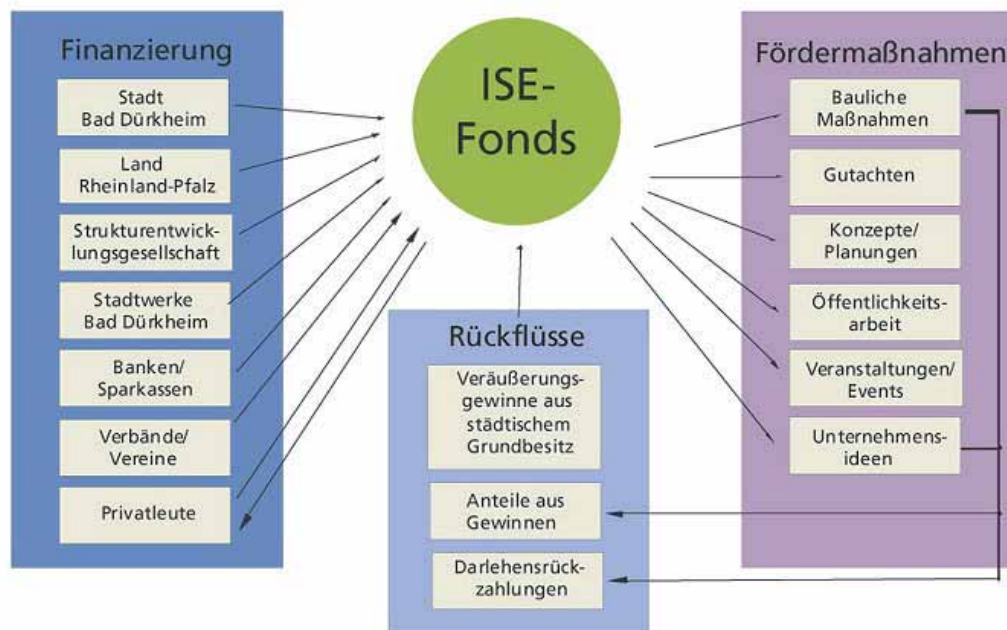 Finanzierung
Stadt
Bad Dürkheim
Land
Rheinland-Pfalz
Strukturentwick-
lungsgesellschaft
Stadtwerke
Bad Dürkheim
Banken/
Sparkassen
Verbände/
Vereine
Privatleute
ISE-
Fonds
Rückflüsse
Veräußerungs-
gewinne aus
städtischem
Grundbesitz
Anteile aus
Gewinnen
Darlehensrück-
zahlungen
Fördermaßnahmen
Bauliche
Maßnahmen
Gutachten
Konzepte/
Planungen
Öffentlichkeits-
arbeit
Veranstaltungen/
Events
Unternehmens-
ideen